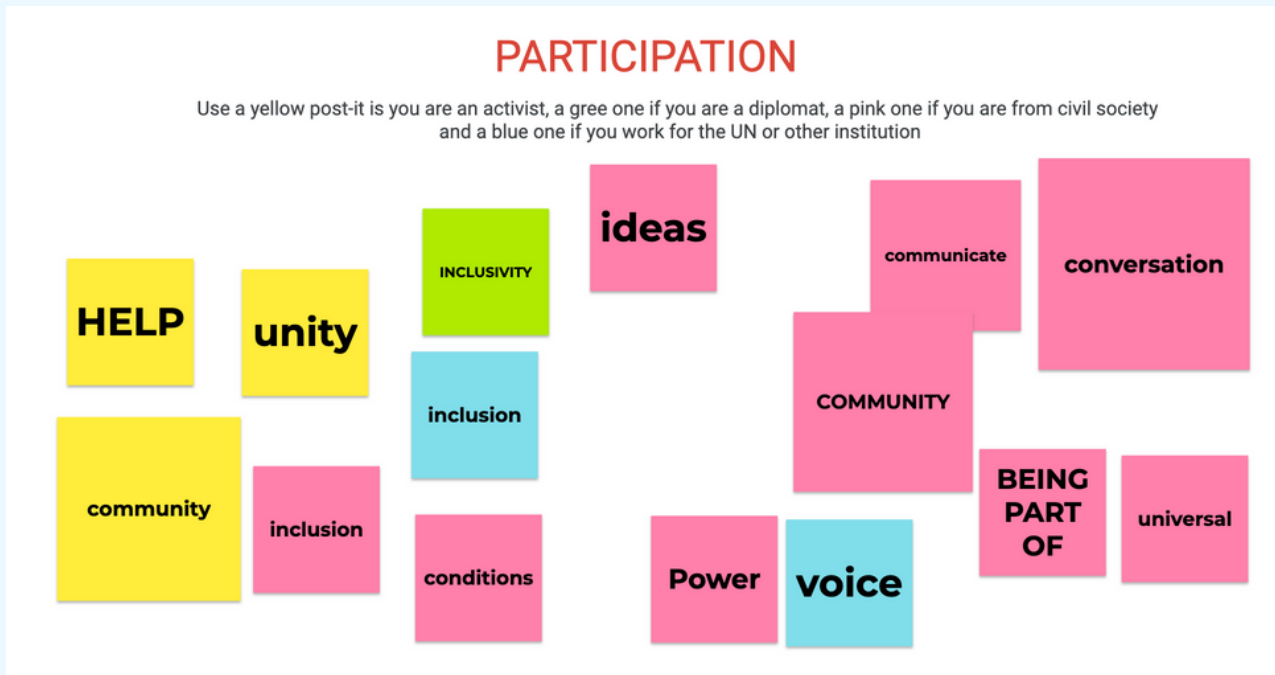 PARTICIPATION
Use a yellow post-it is you are an activist, a gree one if you are a diplomat, a pink one if you are from civil society
and a blue one if you work for the UN or other institution
ideas
communicate
conversation
INCLUSIVITY
HELP
unity
COMMUNITY
inclusion
community
inclusion
conditions
Power
voice
BEING
PART
OF
universal